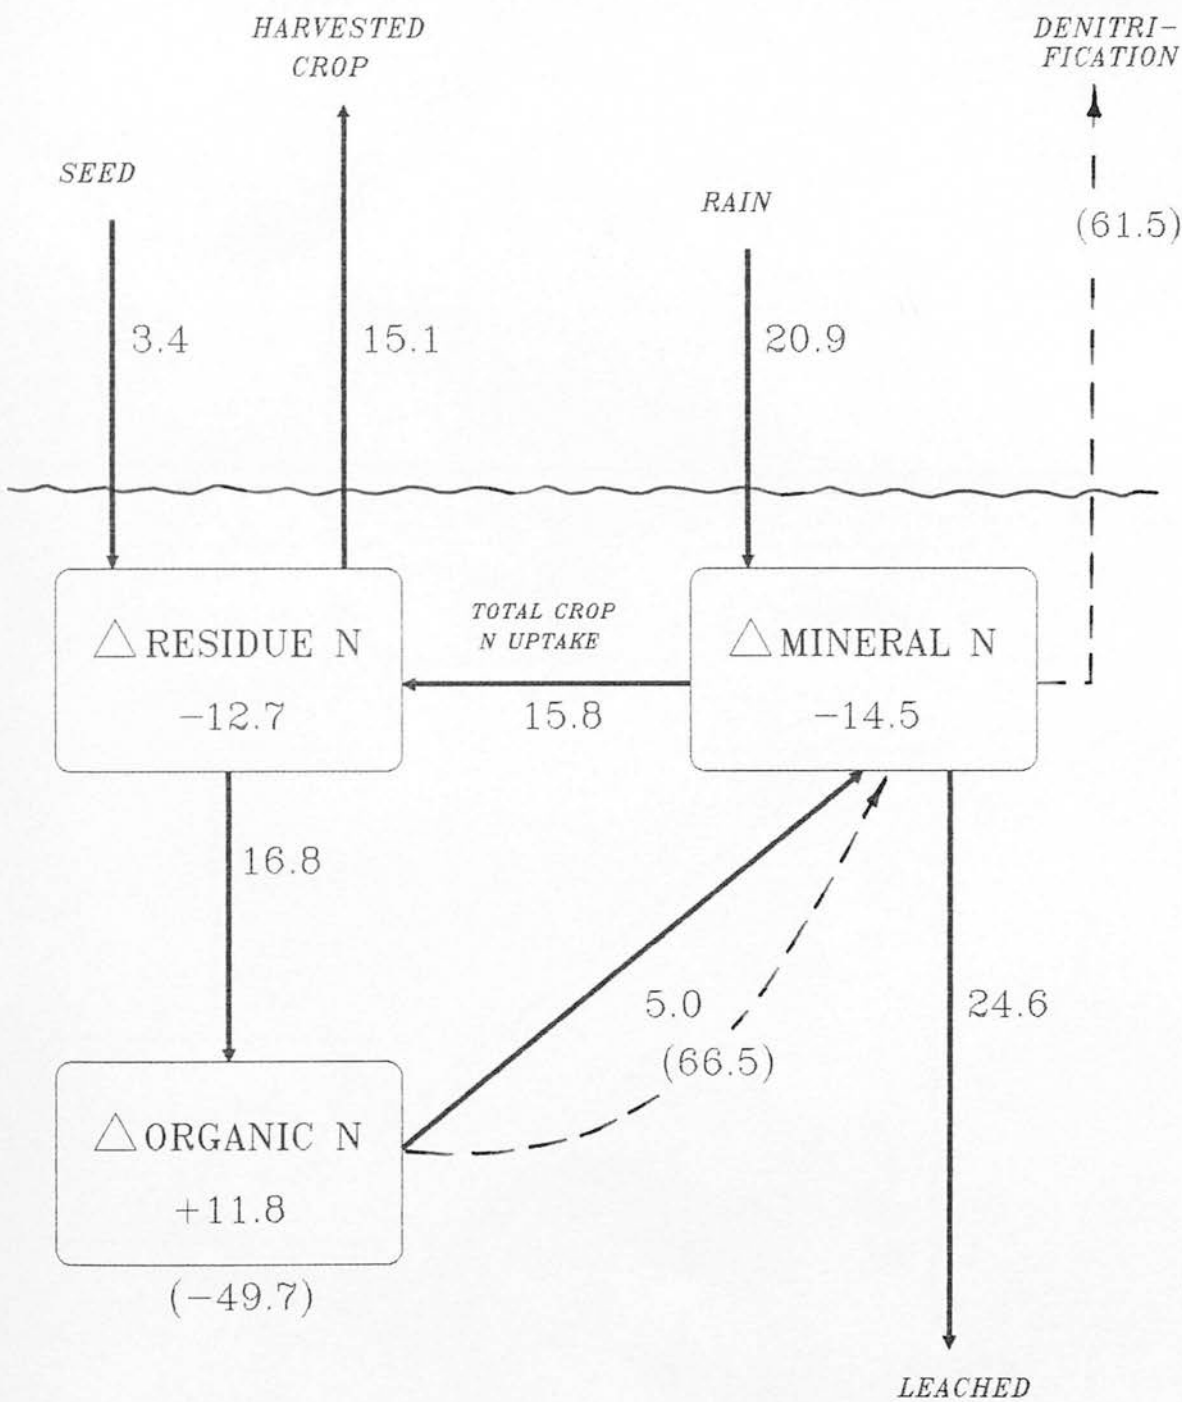 HARVESTED
CROP
DENITRI-
FICATION
SEED
RAIN
(61.5)
3.4
15.1
20.9
△ RESIDUE N
-12.7
TOTAL CROP
N UPTAKE
15.8
△ MINERAL N
-14.5
16.8
5.0
(66.5)
24.6
△ ORGANIC N
+11.8
(-49.7)
LEACHED